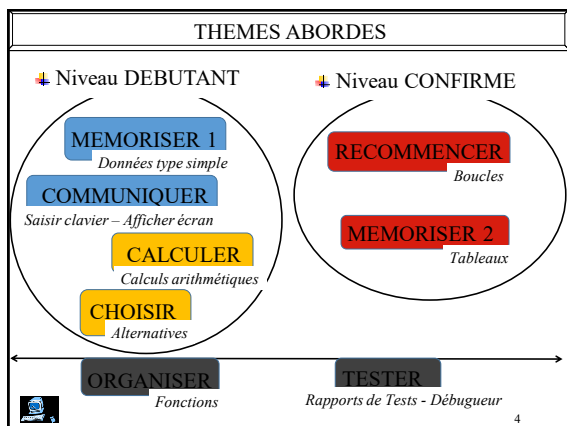 THEMES ABORDES
Niveau DEBUTANT
MEMORISER 1
Données type simple
COMMUNIQUER
Saisir clavier – Afficher écran
CALCULER
Calculs arithmétiques
CHOISIR
Alternatives
Niveau CONFIRME
RECOMMENCER
Boucles
MEMORISER 2
Tableaux
ORGANISER
Fonctions
TESTER
Rapports de Tests - Débugueur
4